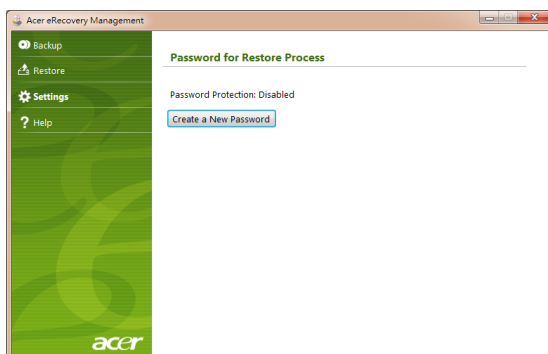 Acer eRecovery Management
Backup
Restore
Settings
Help
Password for Restore Process
Password Protection: Disabled
Create a New Password
acer